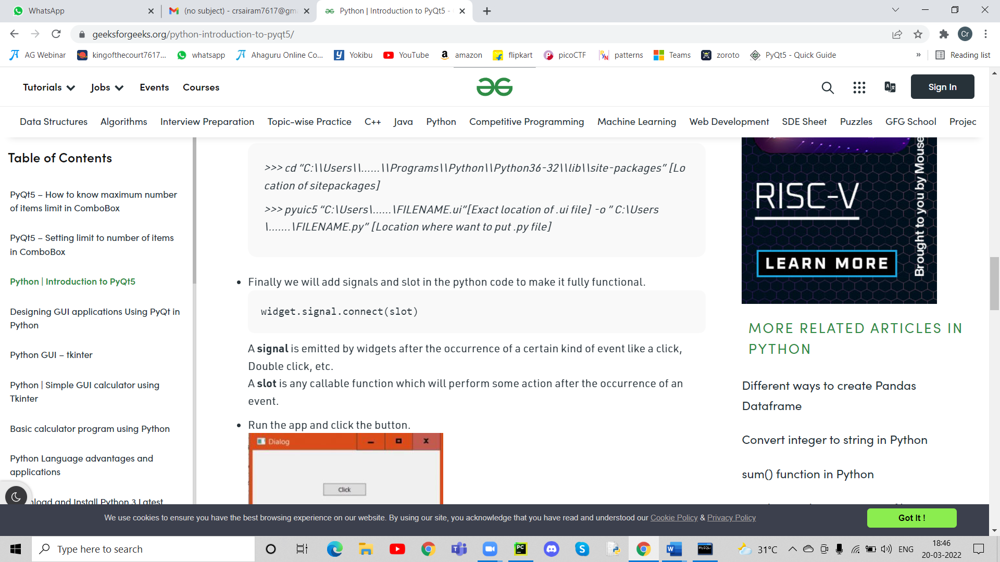 WhatsApp
(no subject) - crsairam7617@gm
Python | Introduction to PyQt5 -
geeksforgeeks.org/python-introduction-to-pyqt5/
Cr
AG Webinar
kingofthecourt7617...
whatsapp
Ahaguru Online Co...
Yokibu
YouTube
amazon
flipkart
picoCTF
patterns
Teams
zoroto
PyQt5 - Quick Guide
»
Reading list
Tutorials
Jobs
Events
Courses
Sign In
Data Structures
Algorithms
Interview Preparation
Topic-wise Practice
C++
Java
Python
Competitive Programming
Machine Learning
Web Development
SDE Sheet
Puzzles
GFG School
Projec
Table of Contents
PyQt5 – How to know maximum number
of items limit in ComboBox
PyQt5 – Setting limit to number of items
in ComboBox
Python | Introduction to PyQt5
Designing GUI applications Using PyQt in
Python
Python GUI – tkinter
Python | Simple GUI calculator using
Tkinter
Basic calculator program using Python
Python Language advantages and
applications
nload and Install Python 3 Latest
>>> cd “C:\\Users\\......\\Programs\\Python\\Python36-32\\lib\\site-packages” [Lo
cation of sitepackages]
>>> pyuic5 “C:\Users\......\FILENAME.ui”[Exact location of .ui file] -o ” C:\Users
\.......\FILENAME.py” [Location where want to put .py file]
Finally we will add signals and slot in the python code to make it fully functional.
widget.signal.connect(slot)
A signal is emitted by widgets after the occurrence of a certain kind of event like a click,
Double click, etc.
A slot is any callable function which will perform some action after the occurrence of an
event.
Run the app and click the button.
Dialog
Click
RISC-V
LEARN MORE
Brought to you by Mouse
MORE RELATED ARTICLES IN
PYTHON
Different ways to create Pandas
Dataframe
Convert integer to string in Python
sum() function in Python
We use cookies to ensure you have the best browsing experience on our website. By using our site, you acknowledge that you have read and understood our Cookie Policy & Privacy Policy
Got It !
Type here to search
31°C
ENG
18:46
20-03-2022